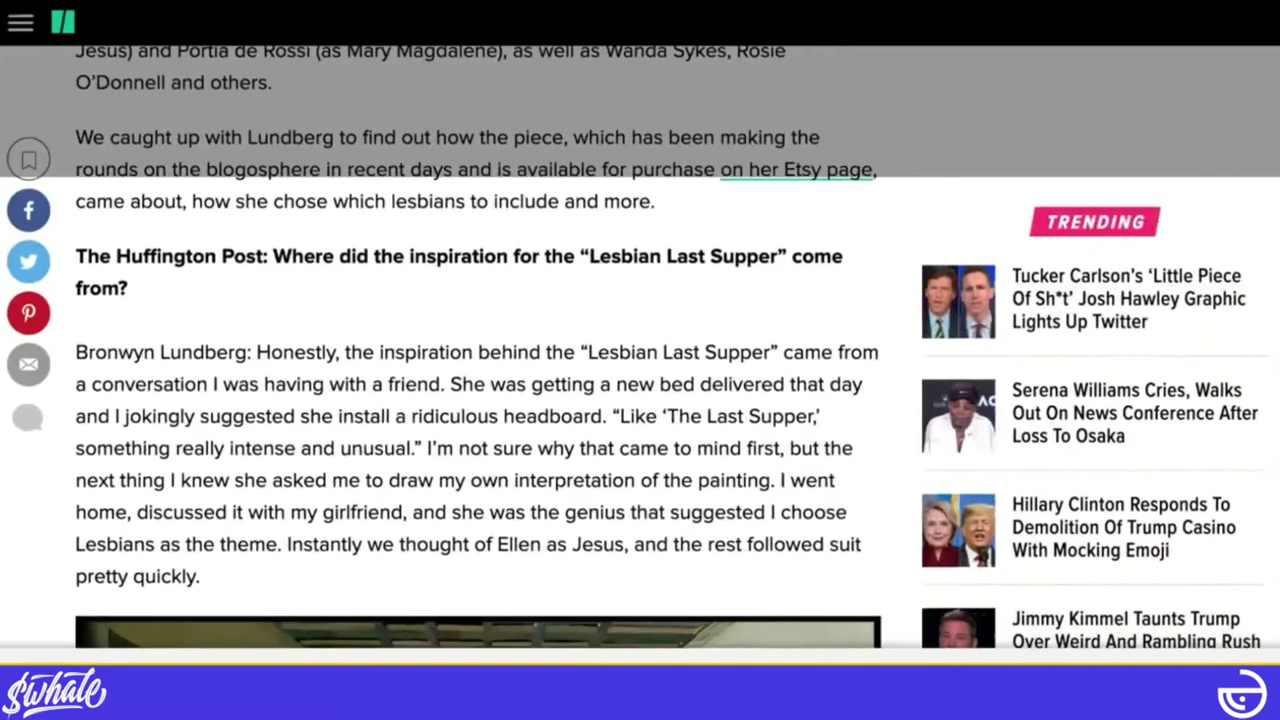 Jesus) and Portia de Rossi (as Mary Magdalene), as well as Wanda Sykes, Rosie
O’Donnell and others.
We caught up with Lundberg to find out how the piece, which has been making the
rounds on the blogosphere in recent days and is available for purchase on her Etsy page,
came about, how she chose which lesbians to include and more.
The Huffington Post: Where did the inspiration for the “Lesbian Last Supper” come
from?
Bronwyn Lundberg: Honestly, the inspiration behind the “Lesbian Last Supper” came from
a conversation I was having with a friend. She was getting a new bed delivered that day
and I jokingly suggested she install a ridiculous headboard. “Like ‘The Last Supper,’
something really intense and unusual.” I’m not sure why that came to mind first, but the
next thing I knew she asked me to draw my own interpretation of the painting. I went
home, discussed it with my girlfriend, and she was the genius that suggested I choose
Lesbians as the theme. Instantly we thought of Ellen as Jesus, and the rest followed suit
pretty quickly.
TRENDING
Tucker Carlson’s ‘Little Piece
Of Sh*t’ Josh Hawley Graphic
Lights Up Twitter
Serena Williams Cries, Walks
Out On News Conference After
Loss To Osaka
Hillary Clinton Responds To
Demolition Of Trump Casino
With Mocking Emoji
Jimmy Kimmel Taunts Trump
Over Weird And Rambling Rush
$whale